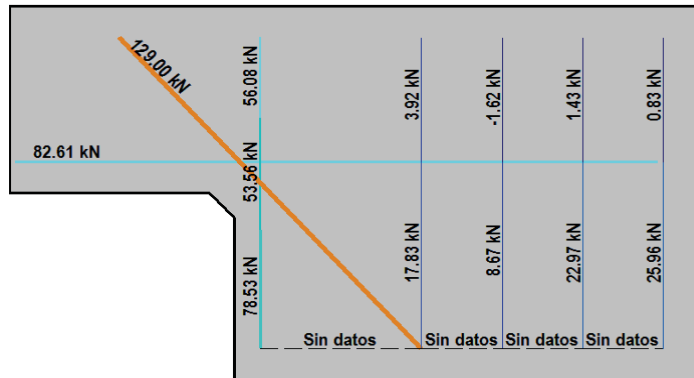 129.00 kN
56.08 kN
3.92 kN
-1.62 kN
1.43 kN
0.83 kN
82.61 kN
53.56 kN
78.53 kN
17.83 kN
8.67 kN
22.97 kN
25.96 kN
Sin datos
Sin datos
Sin datos
Sin datos